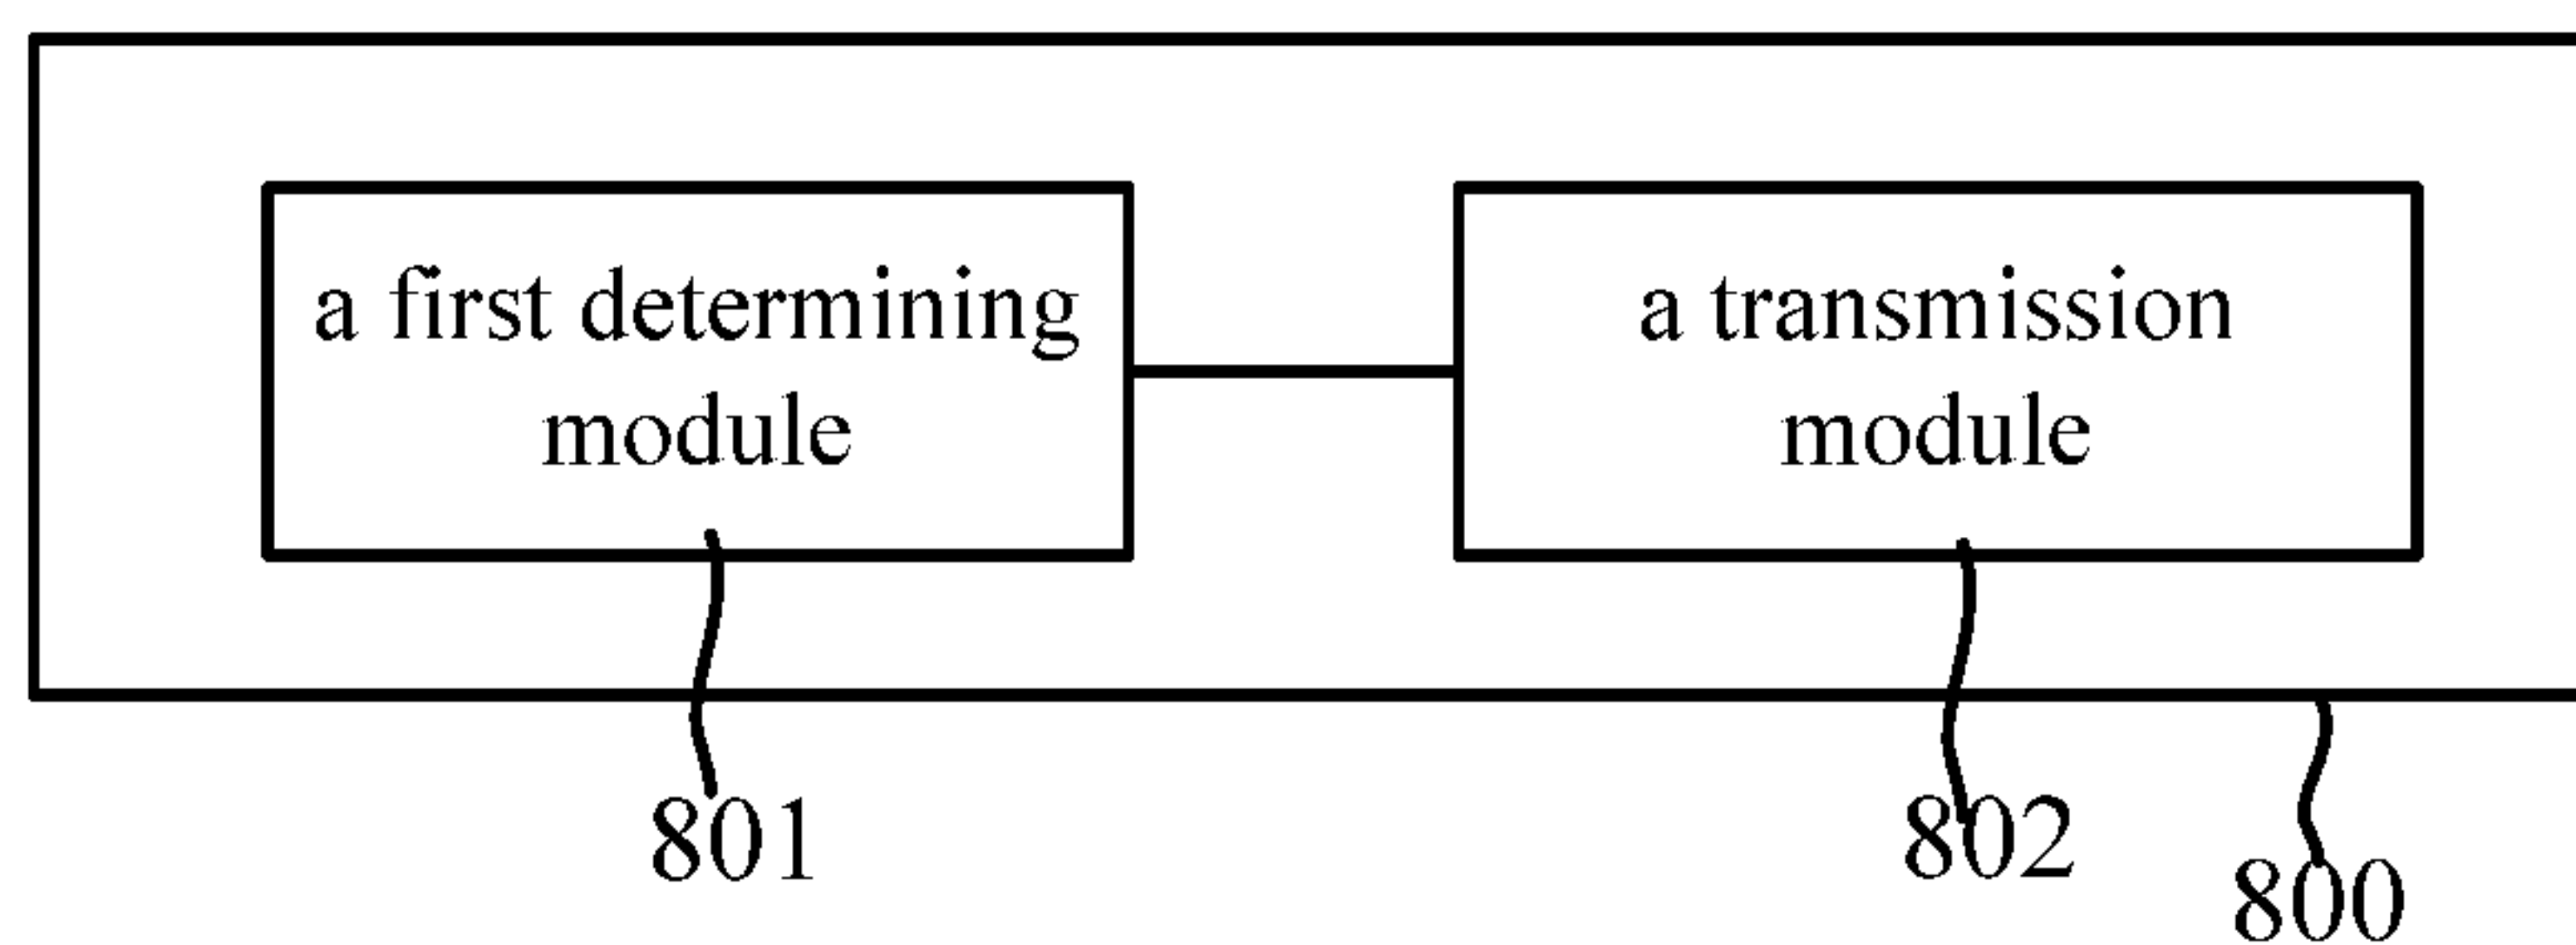 a first determining
module
a transmission
module
801
802
800